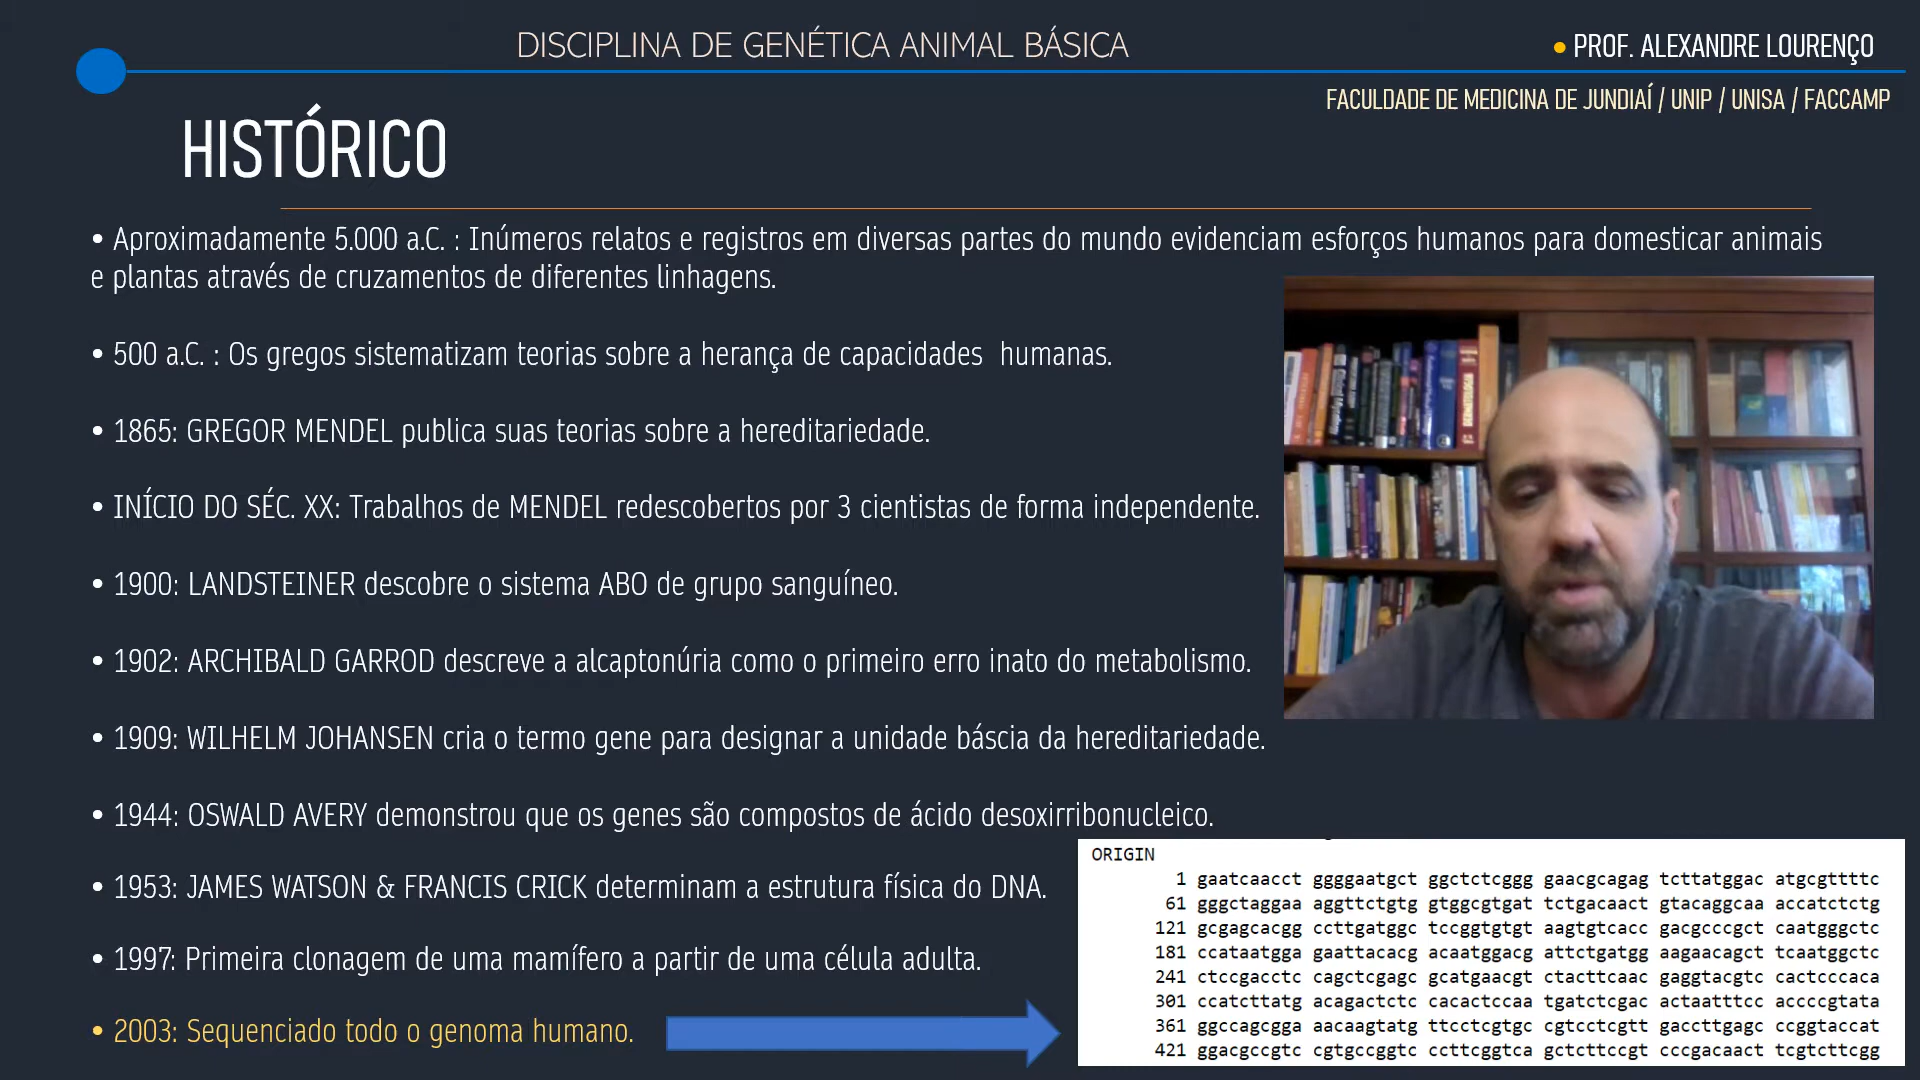 DISCIPLINA DE GENÉTICA ANIMAL BÁSICA
• PROF. ALEXANDRE LOURENÇO
FACULDADE DE MEDICINA DE JUNDIAÍ / UNIP / UNISA / FACCAMP
HISTÓRICO
• Aproximadamente 5.000 a.C. : Inúmeros relatos e registros em diversas partes do mundo evidenciam esforços humanos para domesticar animais
e plantas através de cruzamentos de diferentes linhagens.
• 500 a.C. : Os gregos sistematizam teorias sobre a herança de capacidades humanas.
• 1865: GREGOR MENDEL publica suas teorias sobre a hereditariedade.
• INÍCIO DO SÉC. XX: Trabalhos de MENDEL redescobertos por 3 cientistas de forma independente.
• 1900: LANDSTEINER descobre o sistema ABO de grupo sanguíneo.
• 1902: ARCHIBALD GARROD descreve a alcaptonúria como o primeiro erro inato do metabolismo.
• 1909: WILHELM JOHANSEN cria o termo gene para designar a unidade báscia da hereditariedade.
• 1944: OSWALD AVERY demonstrou que os genes são compostos de ácido desoxirribonucleico.
• 1953: JAMES WATSON & FRANCIS CRICK determinam a estrutura física do DNA.
• 1997: Primeira clonagem de uma mamífero a partir de uma célula adulta.
• 2003: Sequenciado todo o genoma humano.
ORIGIN
1 gaatcaacct ggggaatgct ggctctcggg gaacgcagag tcttatggac atgcgttttc
61 gggctaggaa aggttctgtg gtggcgtgat tctgacaact gtacaggcaa accatctctg
121 gcgagcacgg ccttgatggc tccggtgtgt aagtgtcacc gacgcccgct caatgggctc
181 ccataatgga gaattacacg acaatggacg attctgatgg aagaacagct tcaatggctc
241 ctccgacctc cagctcgagc gcatgaacgt ctacttcaac gaggtacgtc cactcccaca
301 ccatcttatg acagactctc cacactccaa tgatctcgac actaatttcc accccgtata
361 ggccagcgga aacaagtatg ttcctcgtgc cgtcctcgtt gaccttgagc ccggtaccat
421 ggacgccgtc cgtgccggtc ccttcggtca gctcttccgt cccgacaact tcgtcttcgg